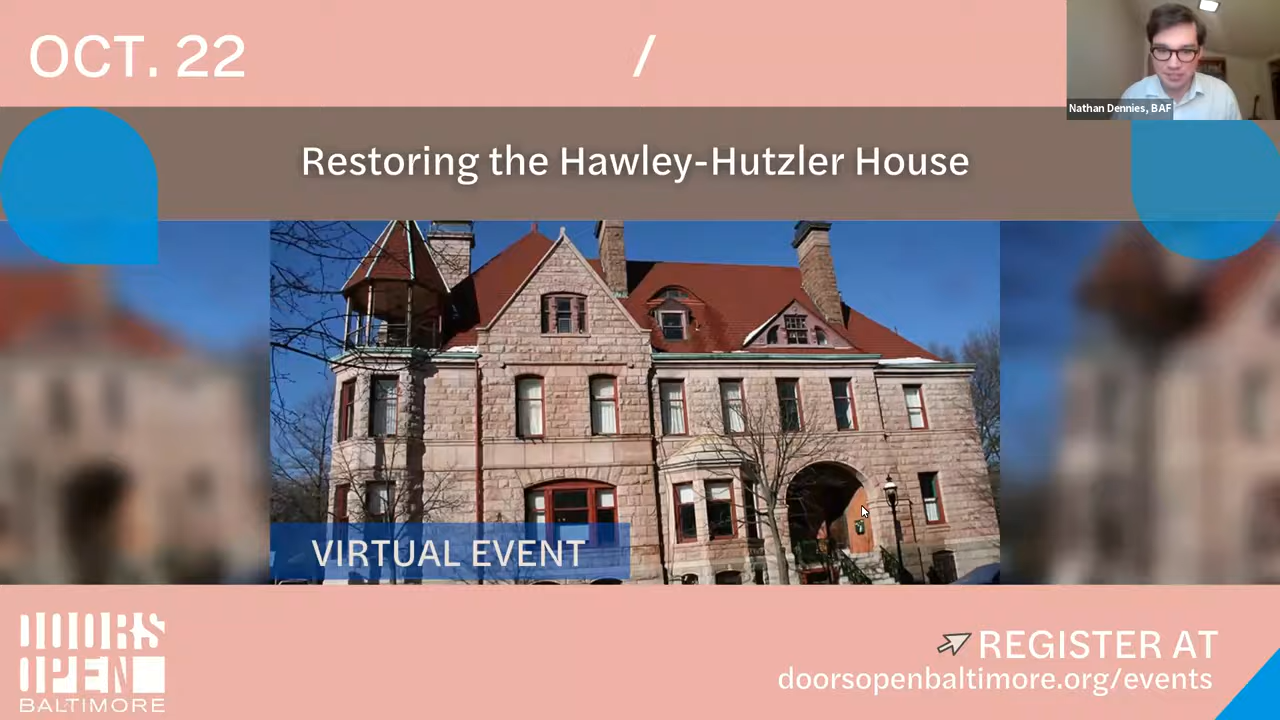 OCT. 22
/
Nathan Dennies, BAF
Restoring the Hawley-Hutzler House
VIRTUAL EVENT
DOORS
OPEN
BALTIMORE
REGISTER AT
doorsopenbaltimore.org/events